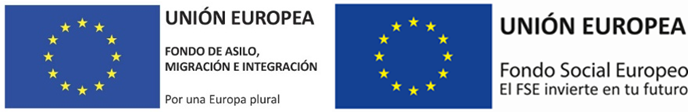 UNIÓN EUROPEA
FONDO DE ASILO,
MIGRACIÓN E INTEGRACIÓN
Por una Europa plural
UNIÓN EUROPEA
Fondo Social Europeo
El FSE invierte en tu futuro